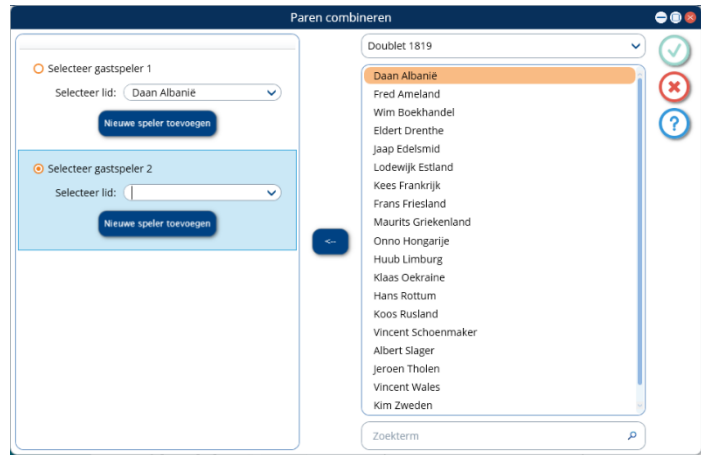 Paren combineren
Selecteer gastspeler 1
Selecteer lid: Daan Albanië
Nieuwe speler toevoegen
Selecteer gastspeler 2
Selecteer lid:
Nieuwe speler toevoegen
<--
Doublet 1819
Daan Albanië
Fred Ameland
Wim Boekhandel
Eldert Drenthe
Jaap Edelsmid
Lodewijk Estland
Kees Frankrijk
Frans Friesland
Maurits Griekenland
Onno Hongarije
Huub Limburg
Klaas Oekraine
Hans Rottum
Koos Rusland
Vincent Schoenmaker
Albert Slager
Jeroen Tholen
Vincent Wales
Kim Zweden
Zoekterm
?